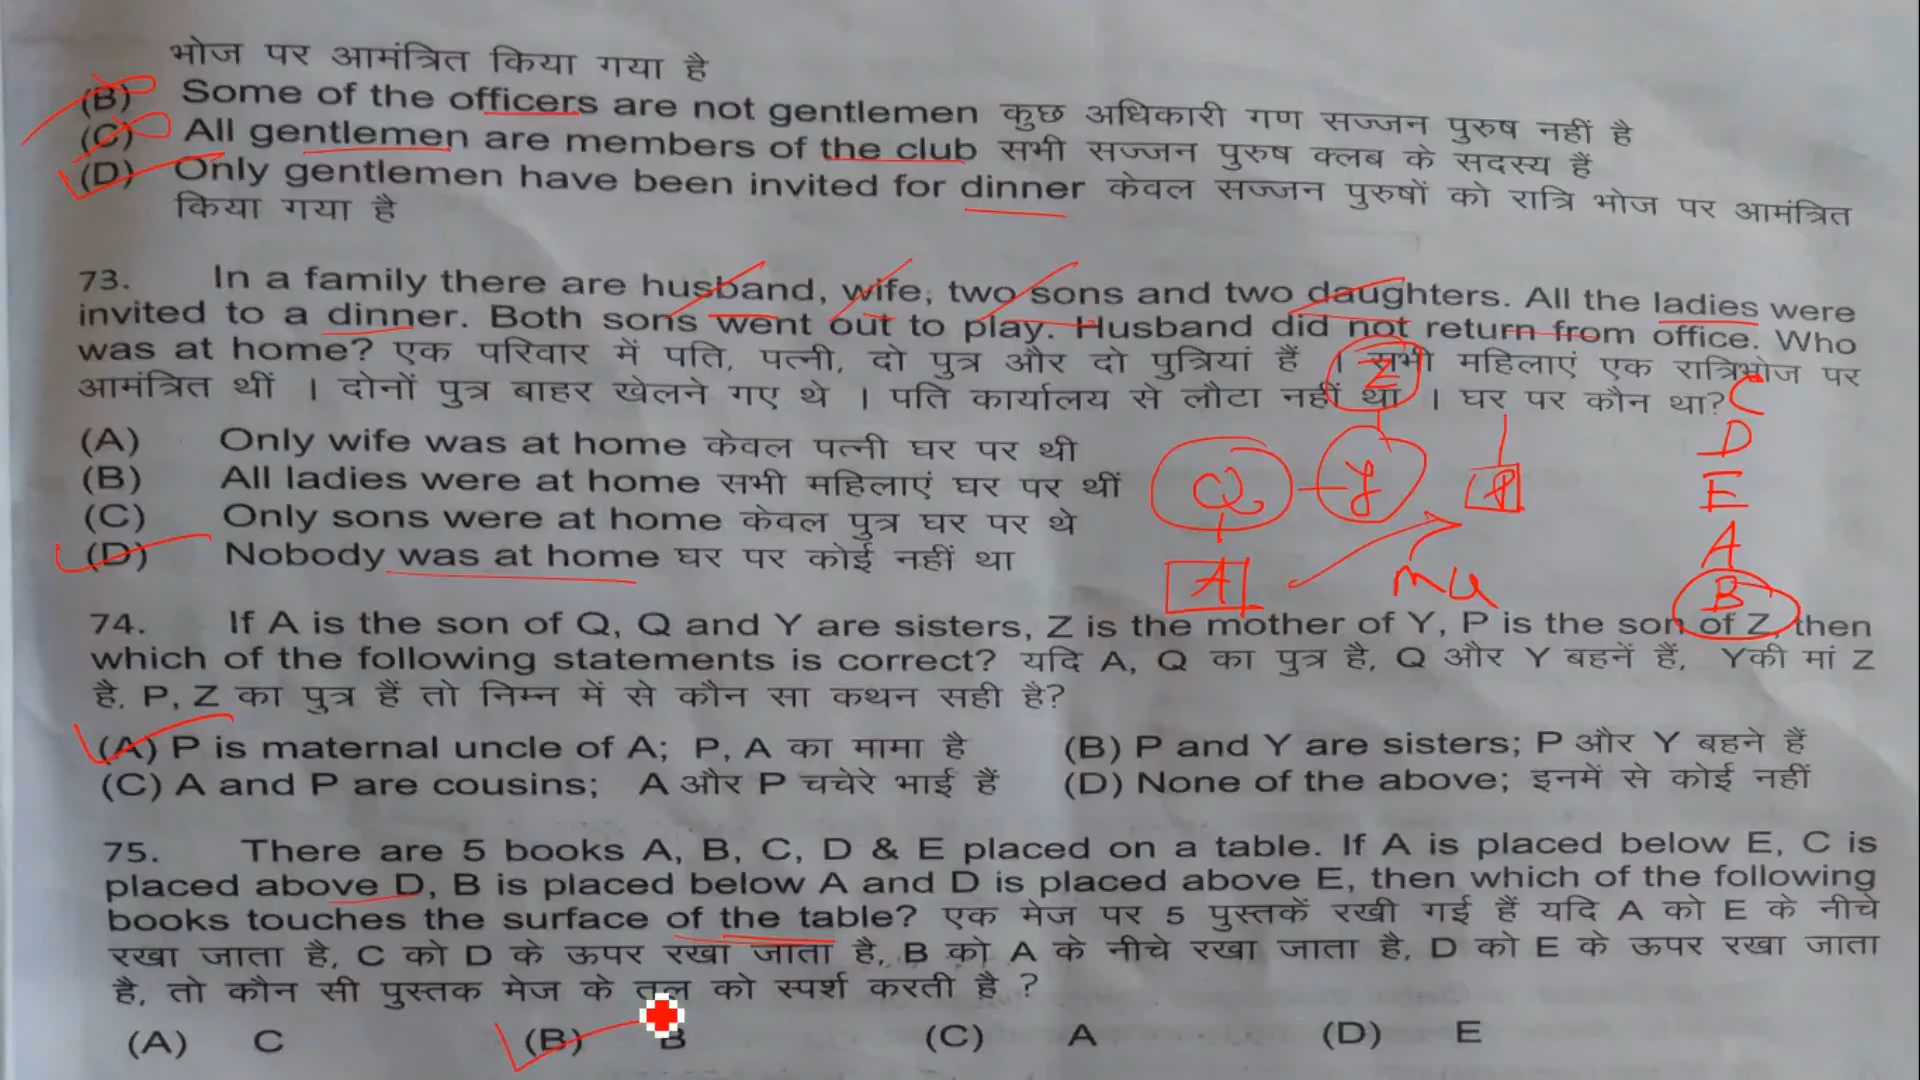 भोज पर आमंत्रित किया गया है
(B) Some of the officers are not gentlemen कुछ अधिकारी गण सज्जन पुरुष नहीं है
(C) All gentlemen are members of the club सभी सज्जन पुरुष क्लब के सदस्य हैं
(D) Only gentlemen have been invited for dinner केवल सज्जन पुरुषों को रात्रि भोज पर आमंत्रित
किया गया है
73. In a family there are husband, wife, two sons and two daughters. All the ladies were
invited to a dinner. Both sons went out to play. Husband did not return from office. Who
was at home? एक परिवार में पति, पत्नी, दो पुत्र और दो पुत्रियां हैं । सभी महिलाएं एक रात्रिभोज पर
आमंत्रित थीं । दोनों पुत्र बाहर खेलने गए थे । पति कार्यालय से लौटा नहीं था । घर पर कौन था?
(A) Only wife was at home केवल पत्नी घर पर थी
(B) All ladies were at home सभी महिलाएं घर पर थीं
(C) Only sons were at home केवल पुत्र घर पर थे
(D) Nobody was at home घर पर कोई नहीं था
Z
Q Y P
A mu
C
D
E
A
B
74. If A is the son of Q, Q and Y are sisters, Z is the mother of Y, P is the son of Z, then
which of the following statements is correct? यदि A, Q का पुत्र है, Q और Y बहनें हैं, Yकी मां Z
है, P, Z का पुत्र हैं तो निम्न में से कौन सा कथन सही है?
(A) P is maternal uncle of A; P, A का मामा है (B) P and Y are sisters; P और Y बहने हैं
(C) A and P are cousins; A और P चचेरे भाई हैं (D) None of the above; इनमें से कोई नहीं
75. There are 5 books A, B, C, D & E placed on a table. If A is placed below E, C is
placed above D, B is placed below A and D is placed above E, then which of the following
books touches the surface of the table? एक मेज पर 5 पुस्तकें रखी गई हैं यदि A को E के नीचे
रखा जाता है, C को D के ऊपर रखा जाता है, B को A के नीचे रखा जाता है, D को E के ऊपर रखा जाता
है, तो कौन सी पुस्तक मेज के तल को स्पर्श करती है ?
(A) C (B) B (C) A (D) E